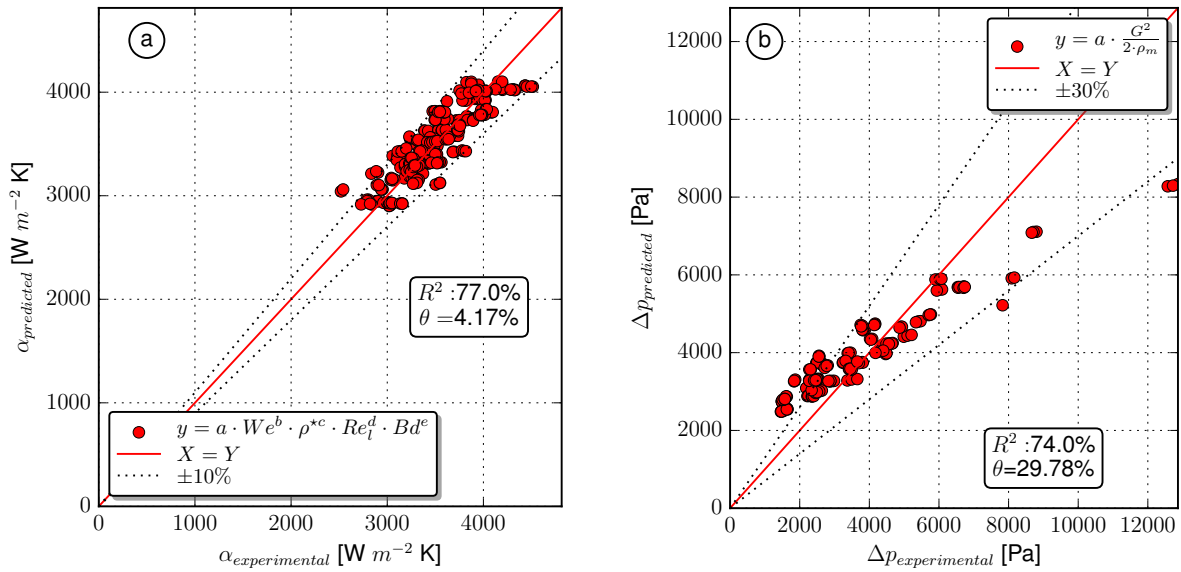 a
4000
3000
2000
1000
0
α_predicted [W m⁻² K]
R² :77.0%
θ =4.17%
y = a · We^b · ρ^⋆c · Re_l^d · Bd^e
X = Y
±10%
0 1000 2000 3000 4000
α_experimental [W m⁻² K]
b
12000
10000
8000
6000
4000
2000
0
Δp_predicted [Pa]
y = a · G²/2·ρ_m
X = Y
±30%
R² :74.0%
θ=29.78%
0 2000 4000 6000 8000 10000 12000
Δp_experimental [Pa]